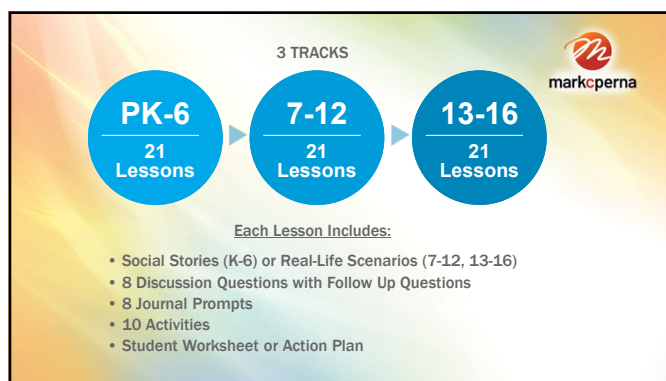 3 TRACKS
markcperna
PK-6
21
Lessons
7-12
21
Lessons
13-16
21
Lessons
Each Lesson Includes:
• Social Stories (K-6) or Real-Life Scenarios (7-12, 13-16)
• 8 Discussion Questions with Follow Up Questions
• 8 Journal Prompts
• 10 Activities
• Student Worksheet or Action Plan